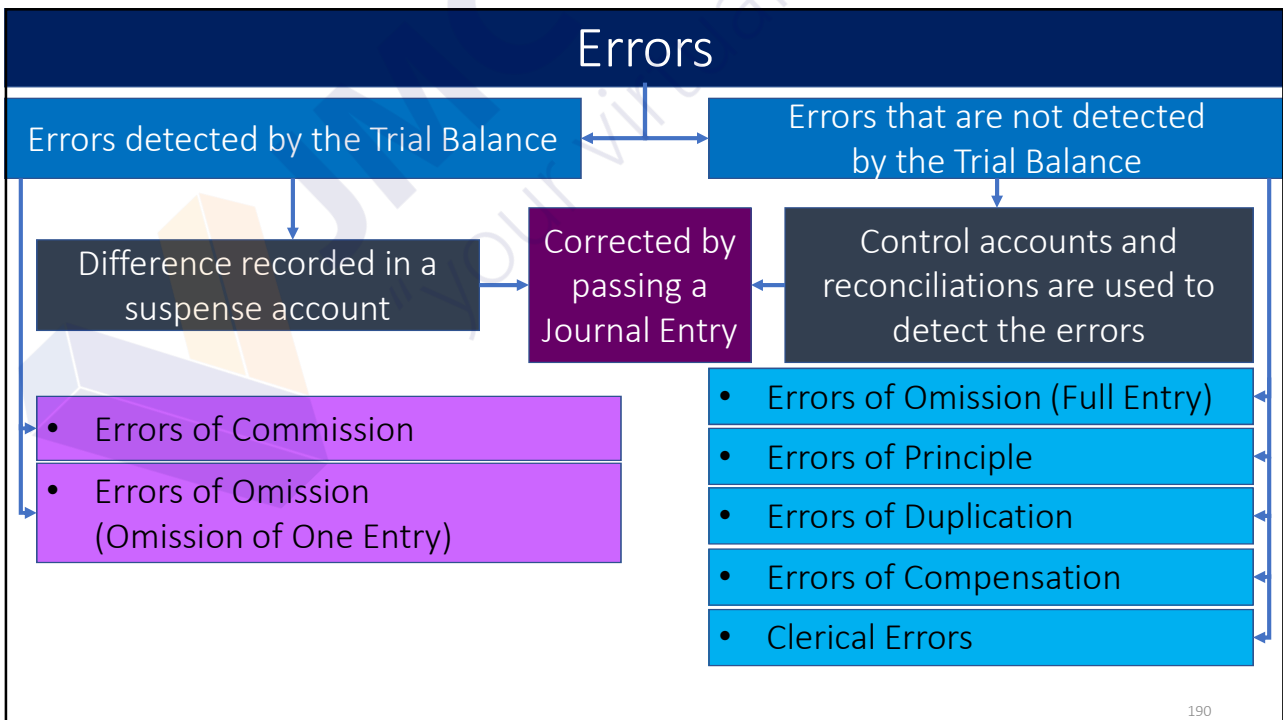 Errors
Errors detected by the Trial Balance
Errors that are not detected
by the Trial Balance
Difference recorded in a
suspense account
Corrected by
passing a
Journal Entry
Control accounts and
reconciliations are used to
detect the errors
• Errors of Commission
• Errors of Omission
(Omission of One Entry)
• Errors of Omission (Full Entry)
• Errors of Principle
• Errors of Duplication
• Errors of Compensation
• Clerical Errors
190